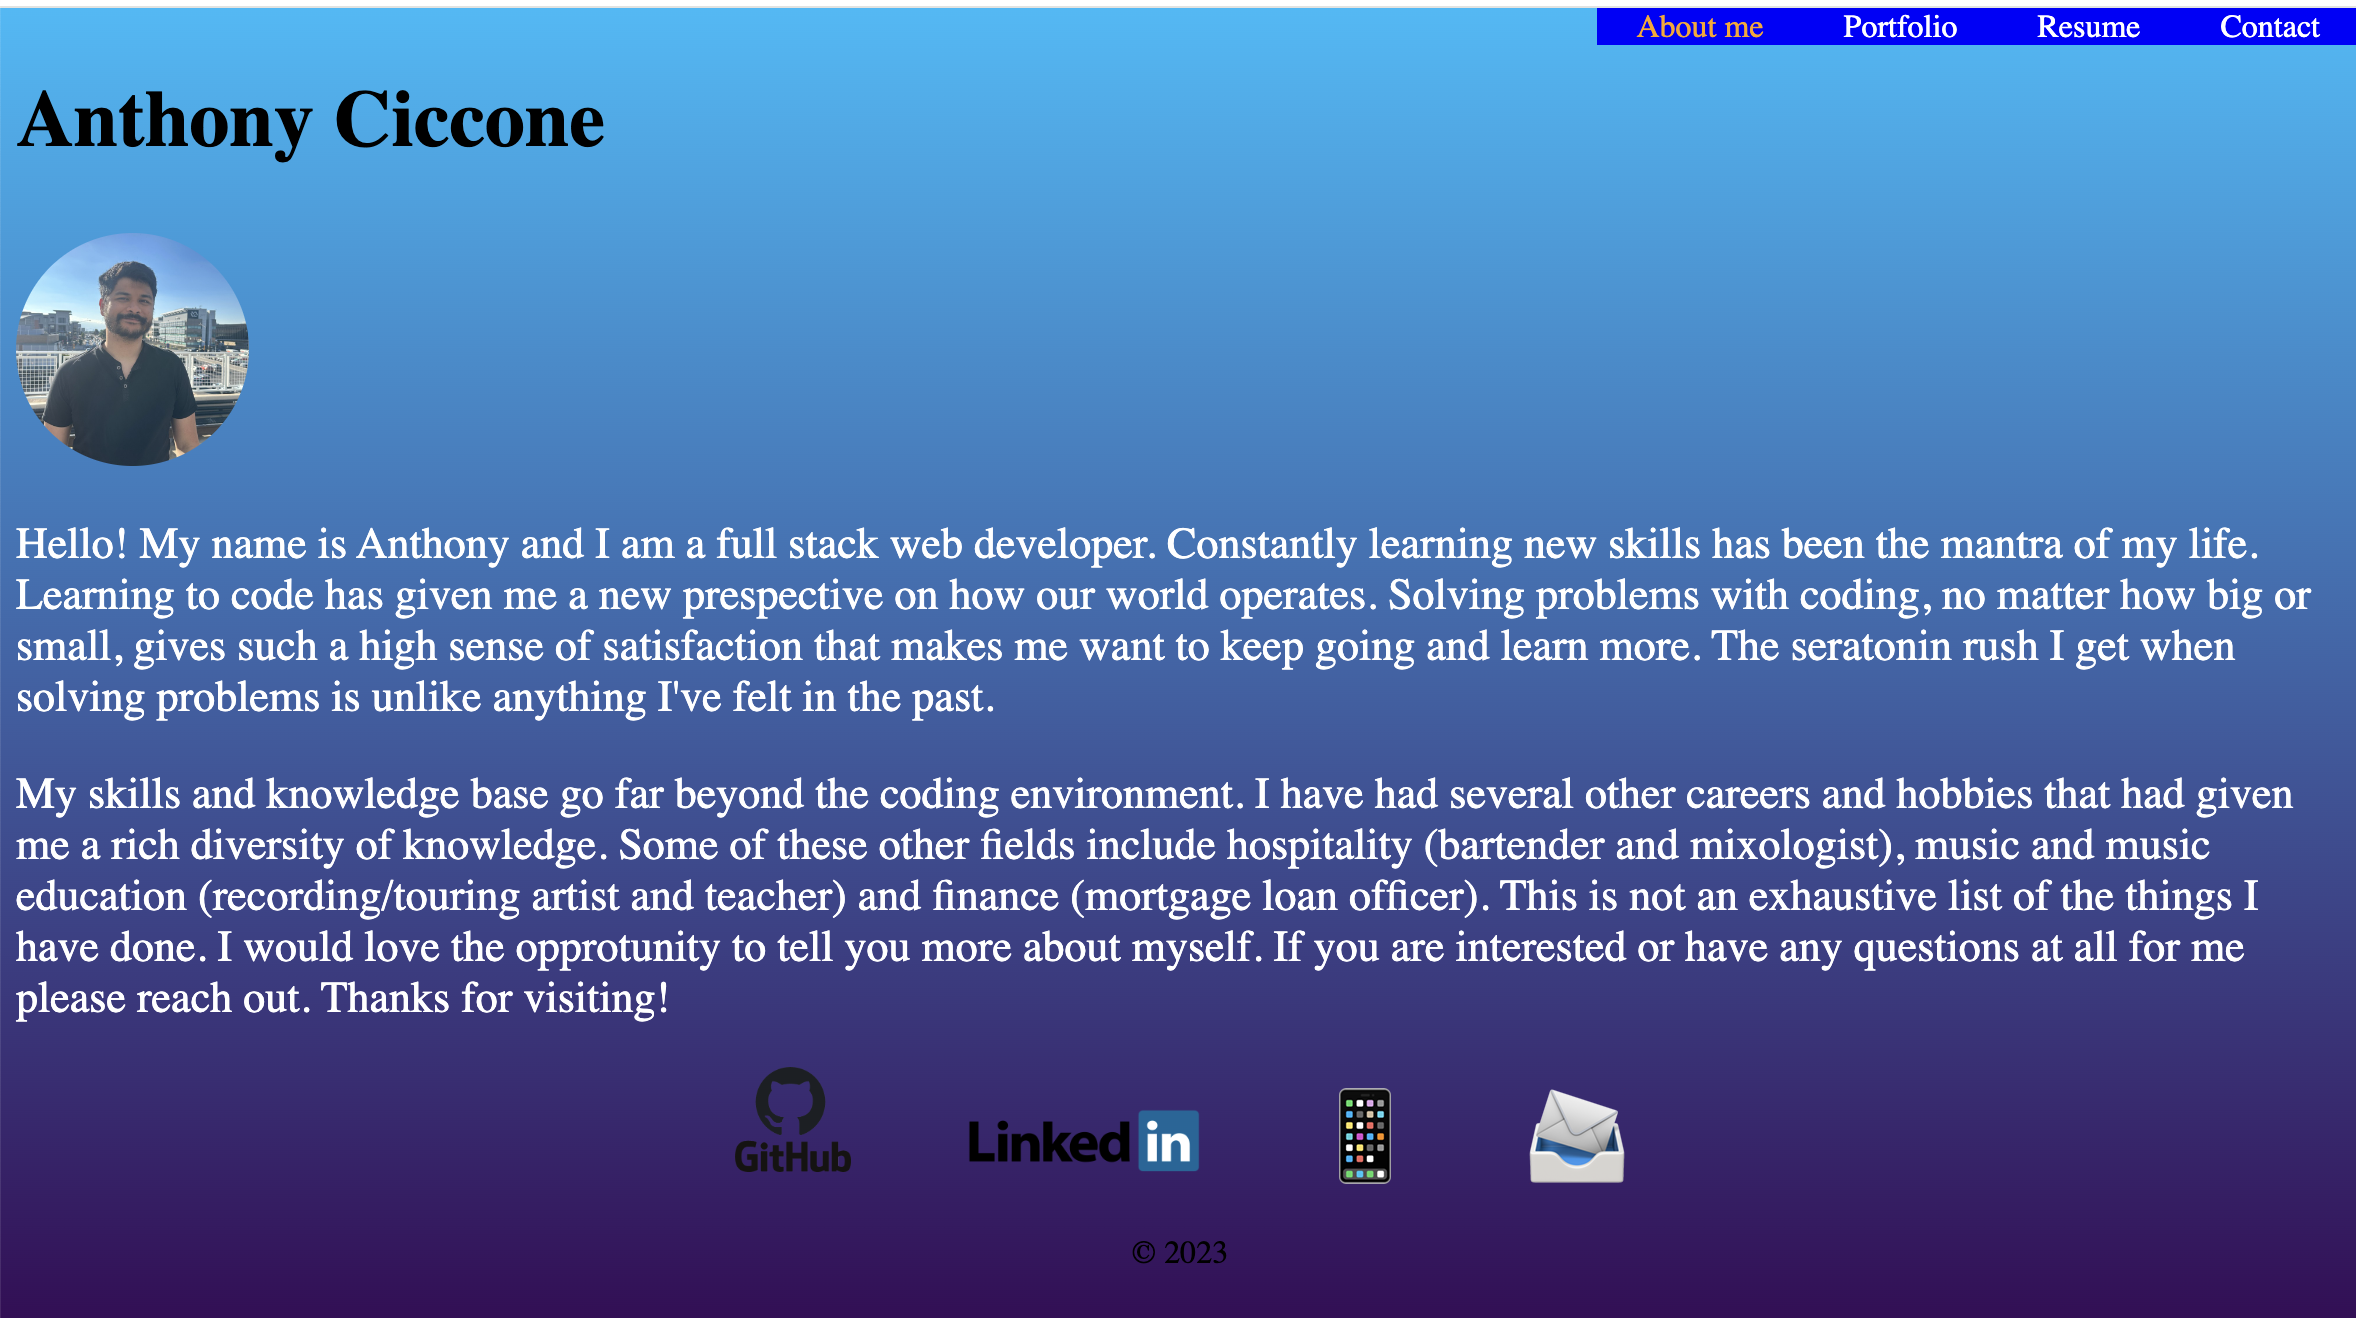 About me Portfolio Resume Contact
Anthony Ciccone
Hello! My name is Anthony and I am a full stack web developer. Constantly learning new skills has been the mantra of my life.
Learning to code has given me a new prespective on how our world operates. Solving problems with coding, no matter how big or
small, gives such a high sense of satisfaction that makes me want to keep going and learn more. The seratonin rush I get when
solving problems is unlike anything I've felt in the past.
My skills and knowledge base go far beyond the coding environment. I have had several other careers and hobbies that had given
me a rich diversity of knowledge. Some of these other fields include hospitality (bartender and mixologist), music and music
education (recording/touring artist and teacher) and finance (mortgage loan officer). This is not an exhaustive list of the things I
have done. I would love the opprotunity to tell you more about myself. If you are interested or have any questions at all for me
please reach out. Thanks for visiting!
GitHub
Linked in
© 2023